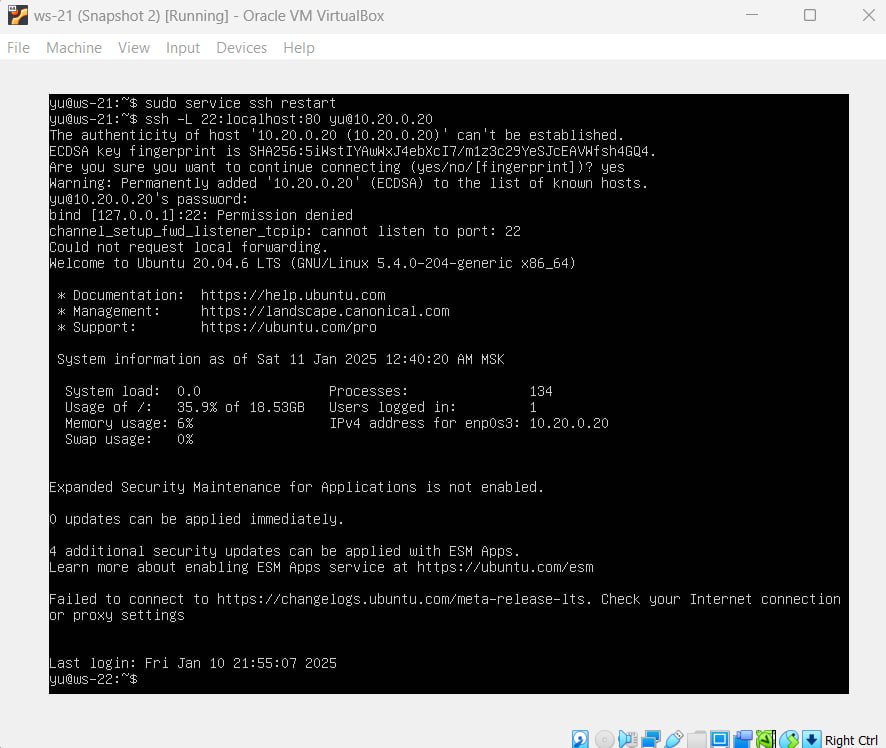 ws-21 (Snapshot 2) [Running] - Oracle VM VirtualBox
File Machine View Input Devices Help
yu@ws-21:~$ sudo service ssh restart
yu@ws-21:~$ ssh -L 22:localhost:80 yu@10.20.0.20
The authenticity of host '10.20.0.20 (10.20.0.20)' can't be established.
ECDSA key fingerprint is SHA256:5iWstIYAwWxJ4ebXcI7/m1z3c29YeSJcEAVWfsh4GQ4.
Are you sure you want to continue connecting (yes/no/[fingerprint])? yes
Warning: Permanently added '10.20.0.20' (ECDSA) to the list of known hosts.
yu@10.20.0.20's password:
bind [127.0.0.1]:22: Permission denied
channel_setup_fwd_listener_tcpip: cannot listen to port: 22
Could not request local forwarding.
Welcome to Ubuntu 20.04.6 LTS (GNU/Linux 5.4.0-204-generic x86_64)
* Documentation: https://help.ubuntu.com
* Management: https://landscape.canonical.com
* Support: https://ubuntu.com/pro
System information as of Sat 11 Jan 2025 12:40:20 AM MSK
System load: 0.0 Processes: 134
Usage of /: 35.9% of 18.53GB Users logged in: 1
Memory usage: 6% IPv4 address for enp0s3: 10.20.0.20
Swap usage: 0%
Expanded Security Maintenance for Applications is not enabled.
0 updates can be applied immediately.
4 additional security updates can be applied with ESM Apps.
Learn more about enabling ESM Apps service at https://ubuntu.com/esm
Failed to connect to https://changelogs.ubuntu.com/meta-release-lts. Check your Internet connection
or proxy settings
Last login: Fri Jan 10 21:55:07 2025
yu@ws-22:~$
Right Ctrl